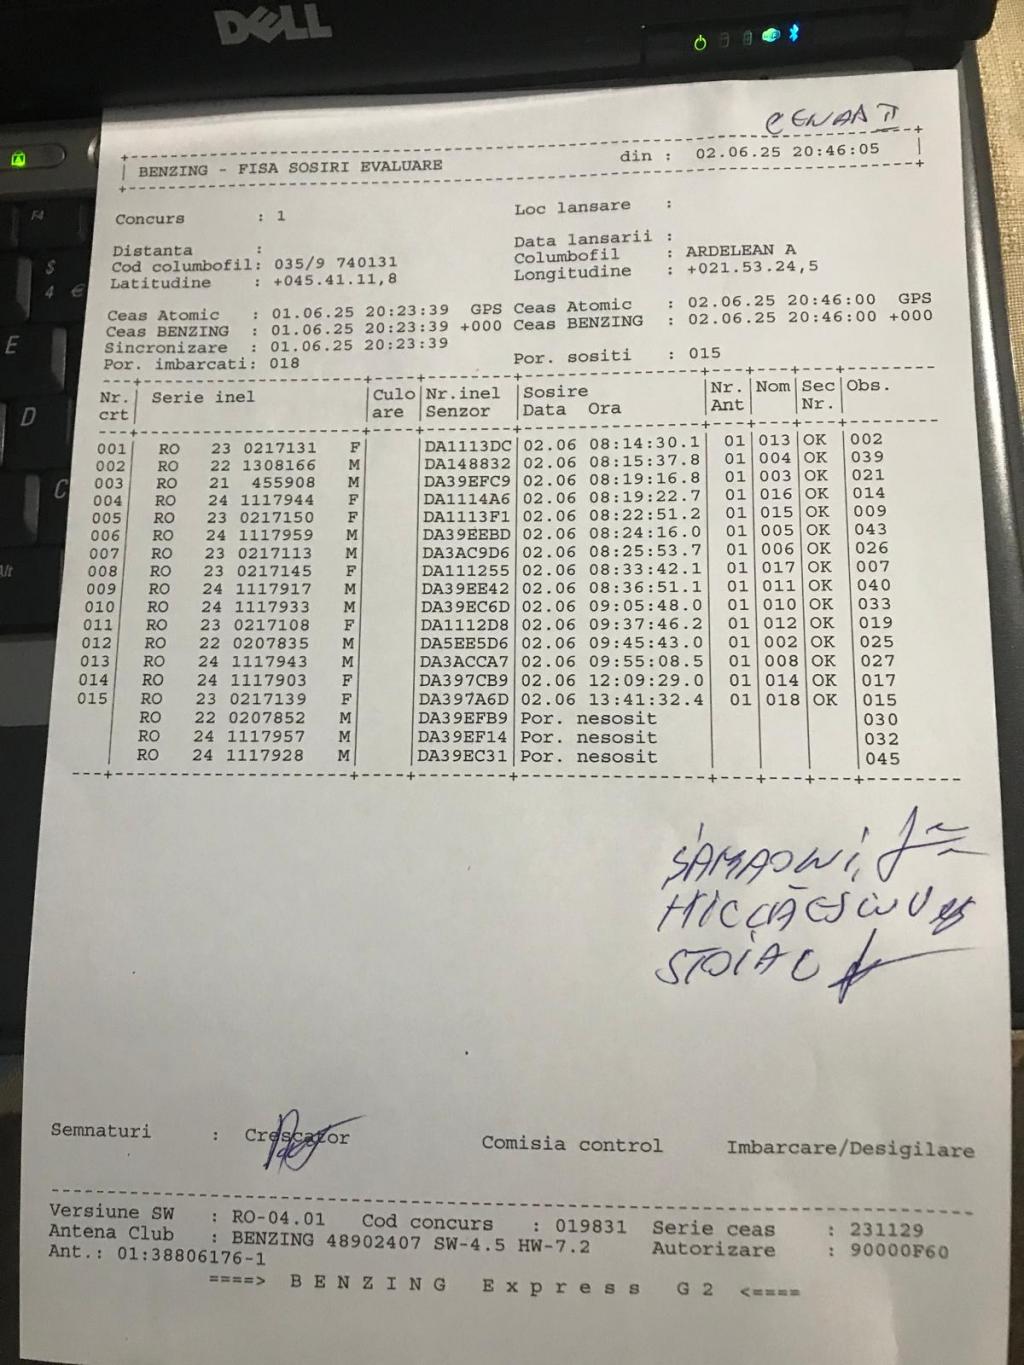 DELL
CENAA II
BENZING - FISA SOSIRI EVALUARE din : 02.06.25 20:46:05
Concurs : 1 Loc lansare :
Distanta : Data lansarii :
Cod columbofil: 035/9 740131 Columbofil : ARDELEAN A
Latitudine : +045.41.11,8 Longitudine : +021.53.24,5
Ceas Atomic : 01.06.25 20:23:39 GPS Ceas Atomic : 02.06.25 20:46:00 GPS
Ceas BENZING : 01.06.25 20:23:39 +000 Ceas BENZING : 02.06.25 20:46:00 +000
Sincronizare : 01.06.25 20:23:39
Por. imbarcati: 018 Por. sositi : 015
Nr. Serie inel Culo Nr.inel Sosire Nr. Nom Sec Obs.
crt are Senzor Data Ora Ant Nr.
001 RO 23 0217131 F DA1113DC 02.06 08:14:30.1 01 013 OK 002
002 RO 22 1308166 M DA148832 02.06 08:15:37.8 01 004 OK 039
003 RO 21 455908 M DA39EFC9 02.06 08:19:16.8 01 003 OK 021
004 RO 24 1117944 F DA1114A6 02.06 08:19:22.7 01 016 OK 014
005 RO 23 0217150 F DA1113F1 02.06 08:22:51.2 01 015 OK 009
006 RO 24 1117959 M DA39EEBD 02.06 08:24:16.0 01 005 OK 043
007 RO 23 0217113 M DA3AC9D6 02.06 08:25:53.7 01 006 OK 026
008 RO 23 0217145 F DA111255 02.06 08:33:42.1 01 017 OK 007
009 RO 24 1117917 M DA39EE42 02.06 08:36:51.1 01 011 OK 040
010 RO 24 1117933 M DA39EC6D 02.06 09:05:48.0 01 010 OK 033
011 RO 23 0217108 F DA1112D8 02.06 09:37:46.2 01 012 OK 019
012 RO 22 0207835 M DA5EE5D6 02.06 09:45:43.0 01 002 OK 025
013 RO 24 1117943 M DA3ACCA7 02.06 09:55:08.5 01 008 OK 027
014 RO 24 1117903 F DA397CB9 02.06 12:09:29.0 01 014 OK 017
015 RO 23 0217139 F DA397A6D 02.06 13:41:32.4 01 018 OK 015
RO 22 0207852 M DA39EFB9 Por. nesosit 030
RO 24 1117957 M DA39EF14 Por. nesosit 032
RO 24 1117928 M DA39EC31 Por. nesosit 045
STOIAC
Semnaturi : Crescator Comisia control Imbarcare/Desigilare
Versiune SW : RO-04.01 Cod concurs : 019831 Serie ceas : 231129
Antena Club : BENZING 48902407 SW-4.5 HW-7.2 Autorizare : 90000F60
Ant.: 01:38806176-1
====> B E N Z I N G E x p r e s s G 2 <====